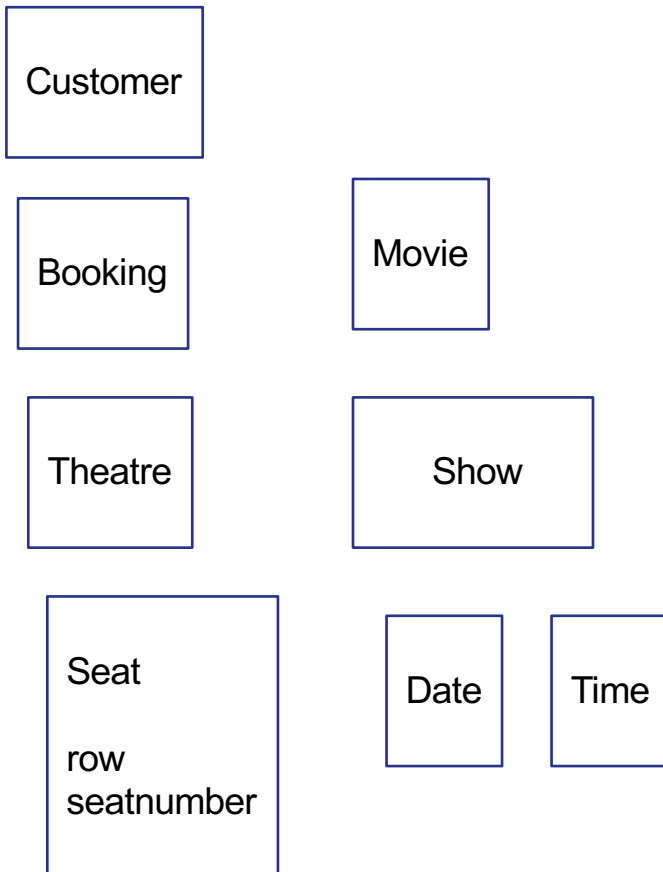 Customer
Booking
Movie
Theatre
Show
Seat
row
seatnumber
Date
Time